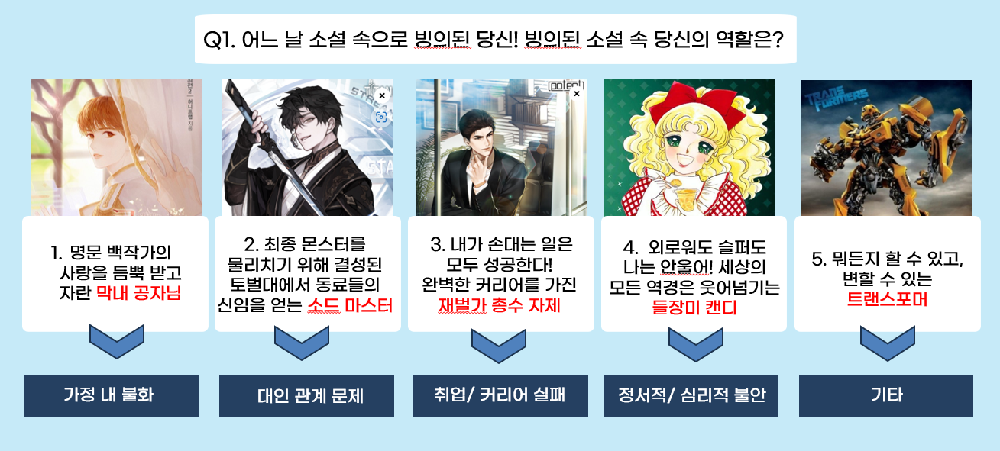 Q1. 어느 날 소설 속으로 빙의된 당신! 빙의된 소설 속 당신의 역할은?
허니트랩 지음
STA
potent
TRANSFORMERS
1. 명문 백작가의
사랑을 듬뿍 받고
자란 막내 공자님
2. 최종 몬스터를
물리치기 위해 결성된
토벌대에서 동료들의
신임을 얻는 소드 마스터
3. 내가 손대는 일은
모두 성공한다!
완벽한 커리어를 가진
재벌가 총수 자제
4. 외로워도 슬퍼도
나는 안울어! 세상의
모든 역경은 웃어넘기는
들장미 캔디
5. 뭐든지 할 수 있고,
변할 수 있는
트랜스포머
가정 내 불화
대인 관계 문제
취업/ 커리어 실패
정서적/ 심리적 불안
기타